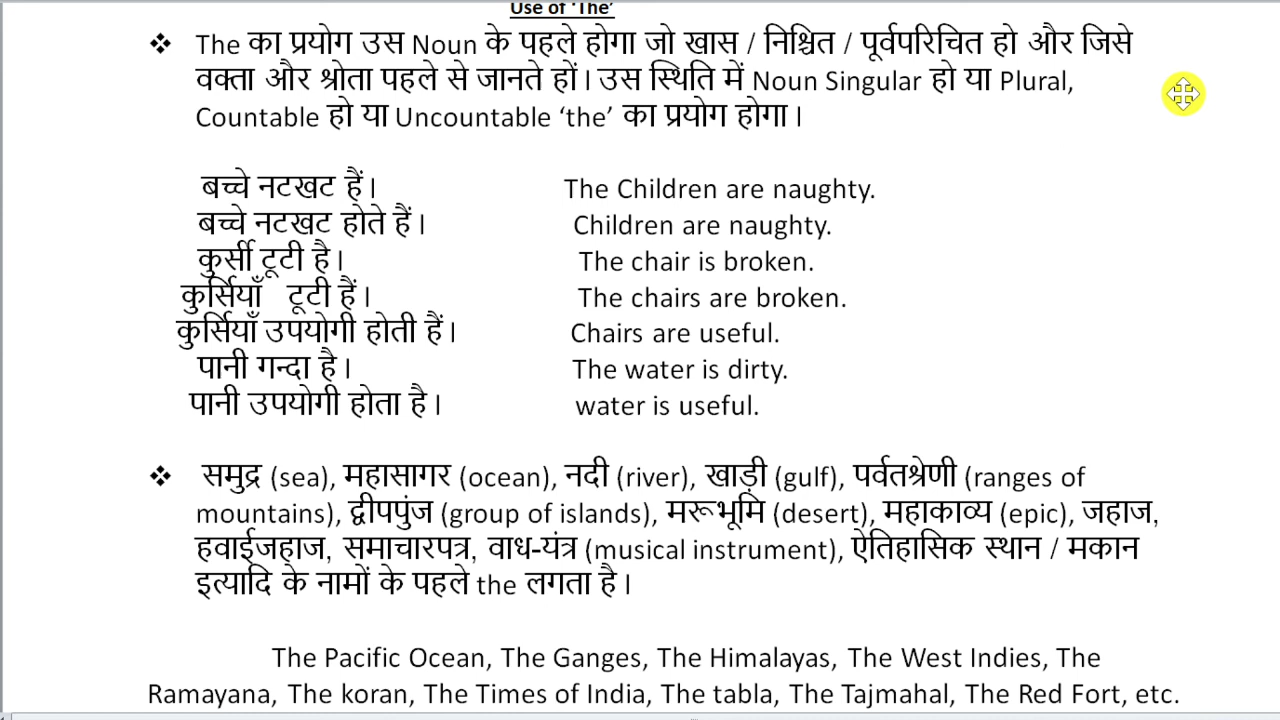 Use of ‘The’
❖ The का प्रयोग उस Noun के पहले होगा जो खास / निश्चित / पूर्वपरिचित हो और जिसे
वक्ता और श्रोता पहले से जानते हों। उस स्थिति में Noun Singular हो या Plural,
Countable हो या Uncountable ‘the’ का प्रयोग होगा।
बच्चे नटखट हैं। The Children are naughty.
बच्चे नटखट होते हैं। Children are naughty.
कुर्सी टूटी है। The chair is broken.
कुर्सियाँ टूटी हैं। The chairs are broken.
कुर्सियाँ उपयोगी होती हैं। Chairs are useful.
पानी गन्दा है। The water is dirty.
पानी उपयोगी होता है। water is useful.
❖ समुद्र (sea), महासागर (ocean), नदी (river), खाड़ी (gulf), पर्वतश्रेणी (ranges of
mountains), द्वीपपुंज (group of islands), मरूभूमि (desert), महाकाव्य (epic), जहाज,
हवाईजहाज, समाचारपत्र, वाध-यंत्र (musical instrument), ऐतिहासिक स्थान / मकान
इत्यादि के नामों के पहले the लगता है।
The Pacific Ocean, The Ganges, The Himalayas, The West Indies, The
Ramayana, The koran, The Times of India, The tabla, The Tajmahal, The Red Fort, etc.